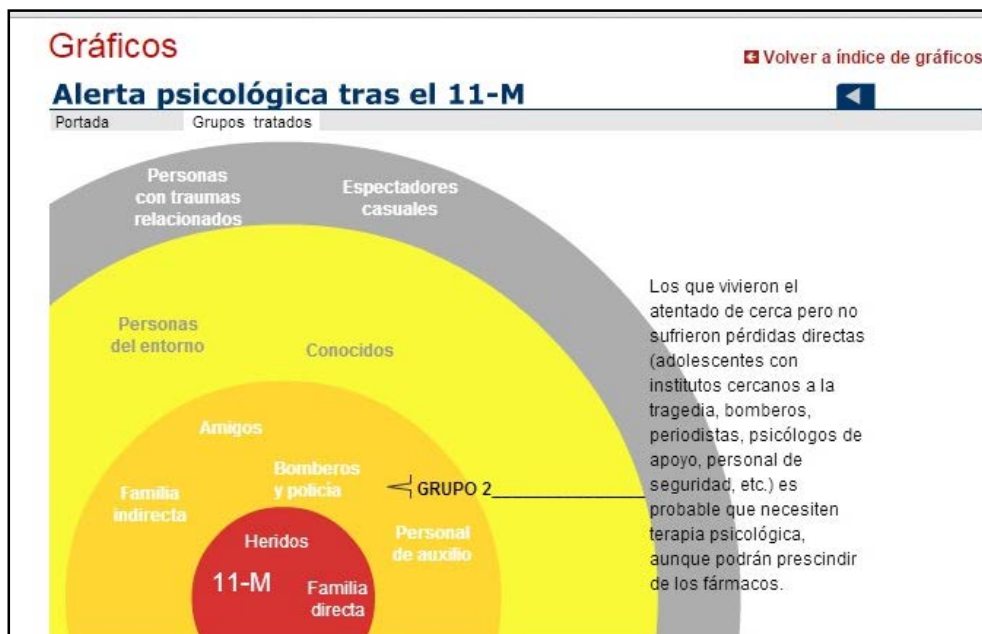 Gráficos
Volver a índice de gráficos
Alerta psicológica tras el 11-M
Portada
Grupos tratados
Personas
con traumas
relacionados
Espectadores
casuales
Personas
del entorno
Conocidos
Amigos
Bomberos
y policía
Familia
indirecta
GRUPO 2
Personal
de auxilio
Heridos
11-M
Familia
directa
Los que vivieron el
atentado de cerca pero no
sufrieron pérdidas directas
(adolescentes con
institutos cercanos a la
tragedia, bomberos,
periodistas, psicólogos de
apoyo, personal de
seguridad, etc.) es
probable que necesiten
terapia psicológica,
aunque podrán prescindir
de los fármacos.